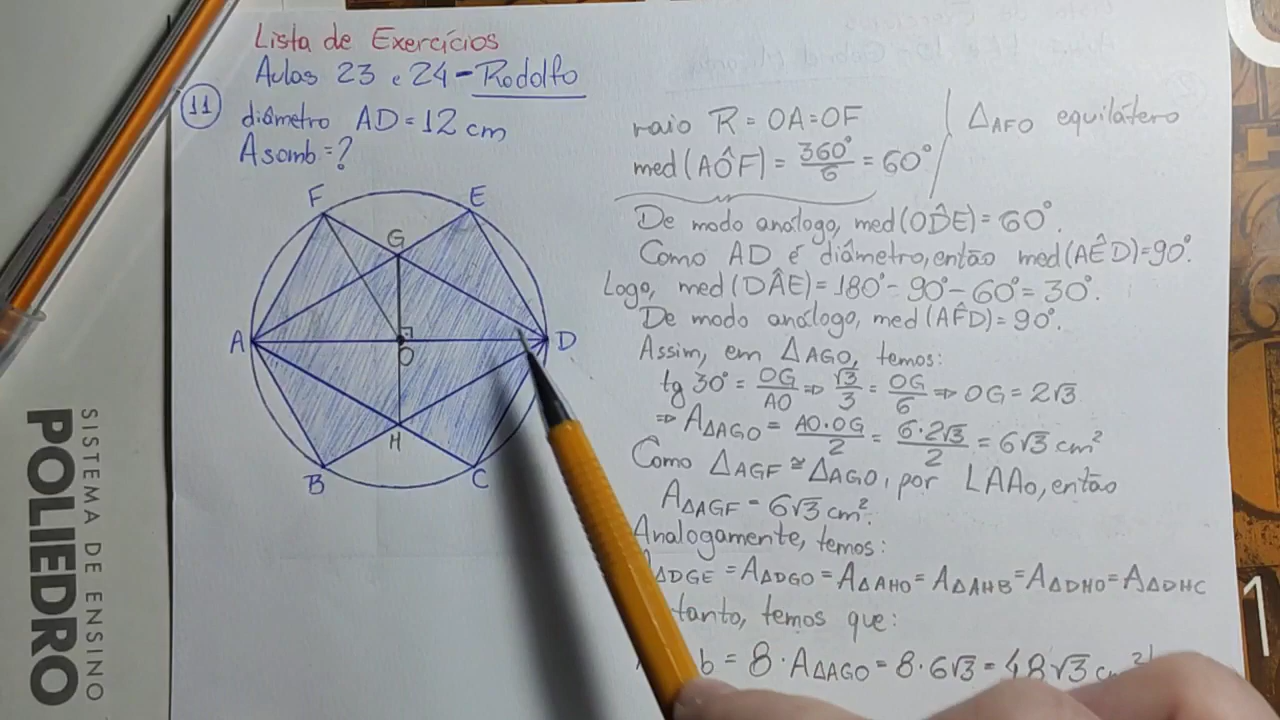 Lista de Exercícios
Aulas 23 e 24 - Rodolfo
11
diâmetro AD = 12 cm
Asomb = ?
F
E
G
A
O
D
H
B
C
raio R = OA = OF
med(AÔF) = 360°/6 = 60°
ΔAFO equilátero
De modo análogo, med(OD̂E) = 60°.
Como AD é diâmetro, então med(AÊD)=90°.
Logo, med(DÂE) = 180° - 90° - 60° = 30°.
De modo análogo, med(AF̂D) = 90°.
Assim, em ΔAGO, temos:
tg 30° = OG/AO ⇒ √3/3 = OG/6 ⇒ OG = 2√3
⇒ AΔAGO = AO·OG/2 = 6·2√3/2 = 6√3 cm²
Como ΔAGF ≅ ΔAGO, por LAAo, então
AΔAGF = 6√3 cm².
Analogamente, temos:
ΔDGE = AΔDGO = AΔAHO = AΔAHB = AΔDHO = AΔDHC
tanto, temos que:
b = 8·AΔAGO = 8·6√3 = 48√3 cm²
SISTEMA DE ENSINO
POLIEDRO
1